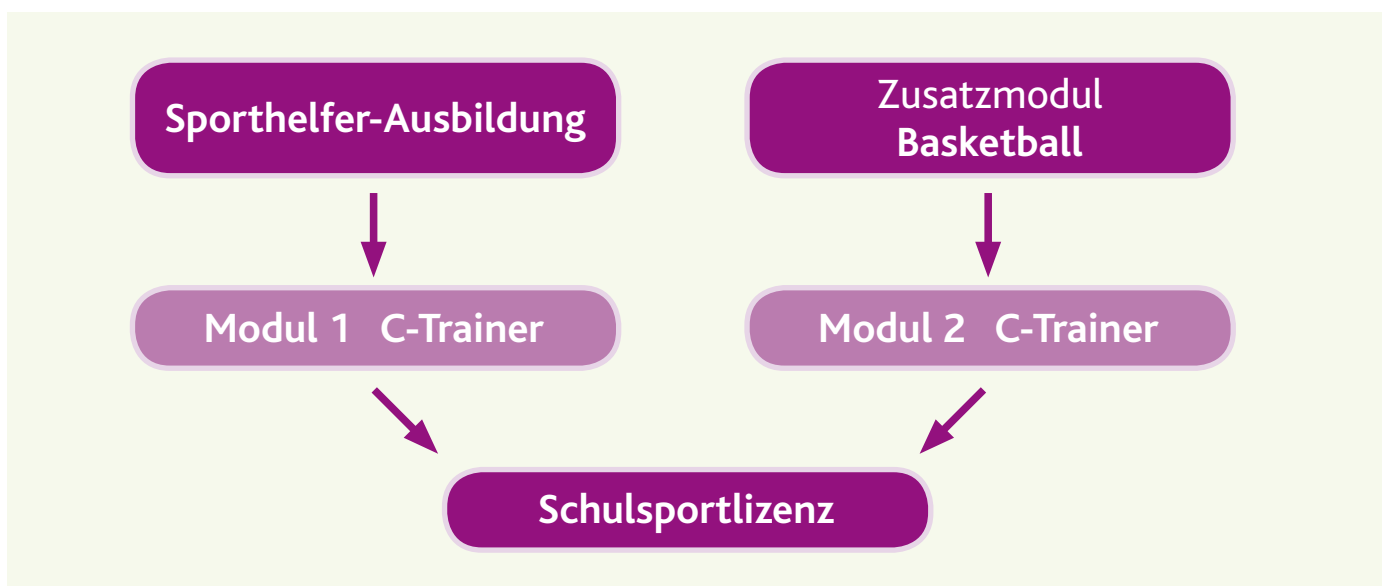 Sporthelfer-Ausbildung
Zusatzmodul
Basketball
Modul 1 C-Trainer
Modul 2 C-Trainer
Schulsportlizenz